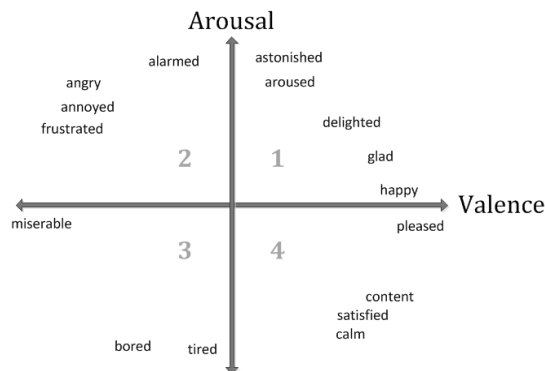 Arousal
alarmed
astonished
angry
aroused
annoyed
delighted
frustrated
2
1
glad
happy
Valence
miserable
pleased
3
4
content
satisfied
calm
bored
tired